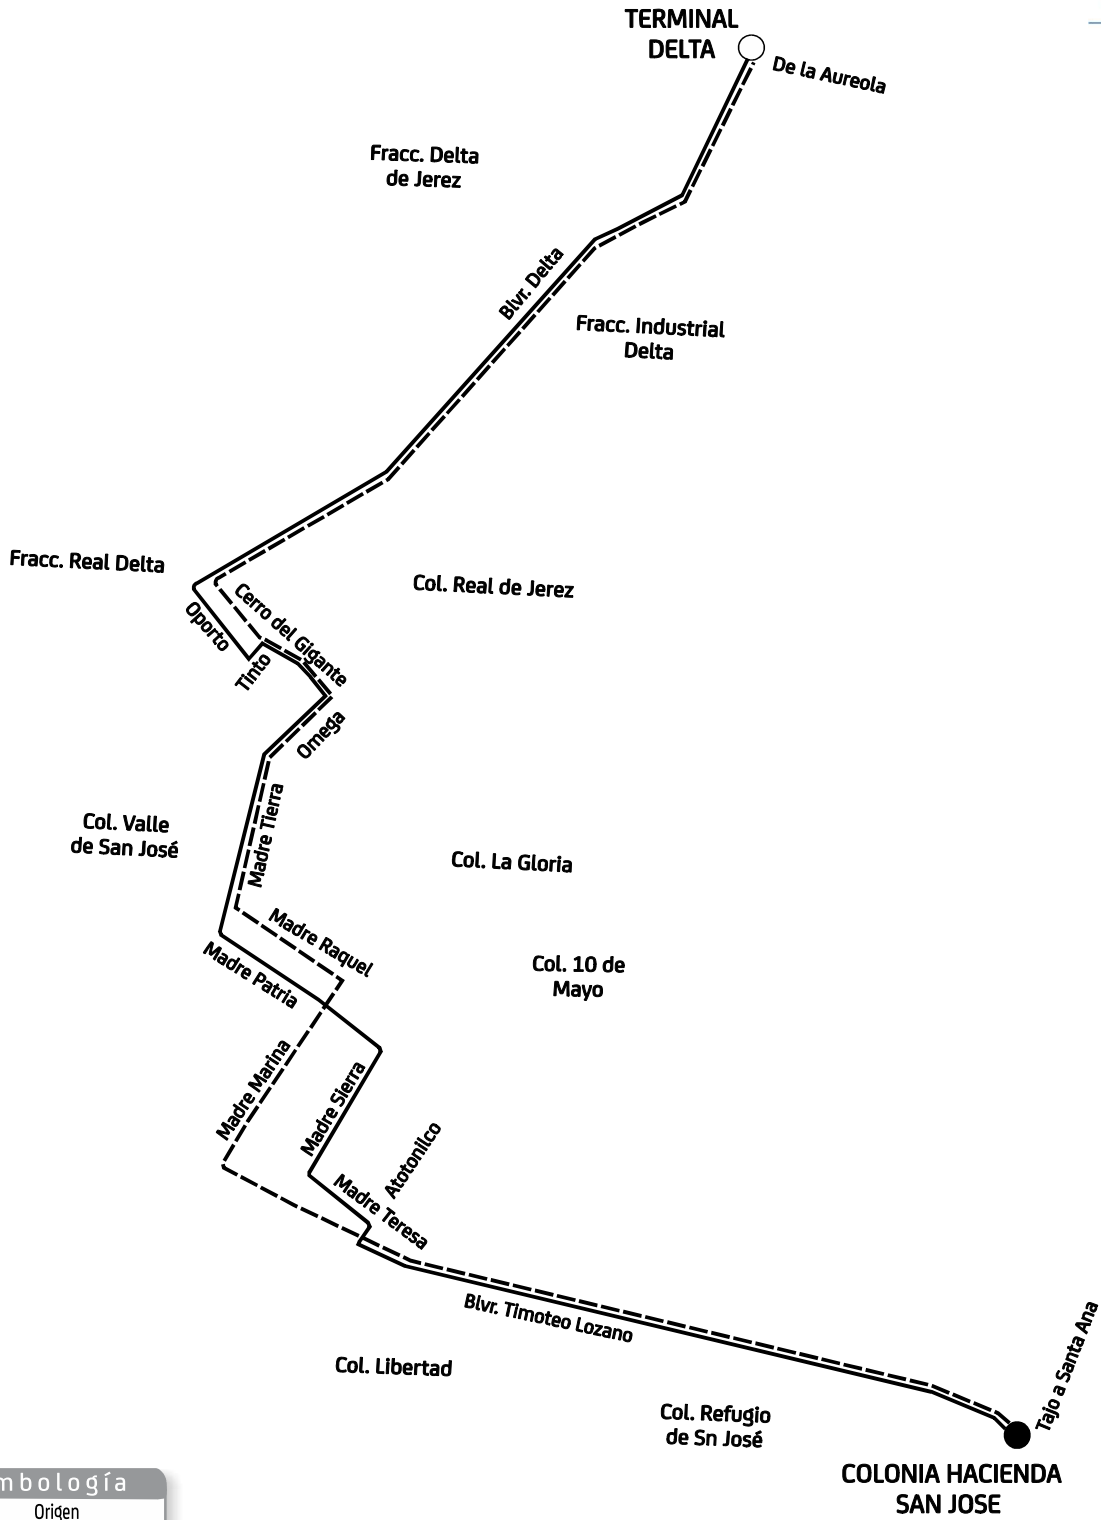 TERMINAL
DELTA
De la Aureola
Fracc. Delta
de Jerez
Blvr. Delta
Fracc. Industrial
Delta
Fracc. Real Delta
Col. Real de Jerez
Cerro del Gigante
Oporto
Tinto
Omega
Madre Tierra
Col. Valle
de San José
Col. La Gloria
Madre Raquel
Madre Patria
Col. 10 de
Mayo
Madre Marina
Madre Sierra
Atotonilco
Madre Teresa
Blvr. Timoteo Lozano
Tajo a Santa Ana
Col. Libertad
Col. Refugio
de Sn José
COLONIA HACIENDA
SAN JOSE
mbología
Origen